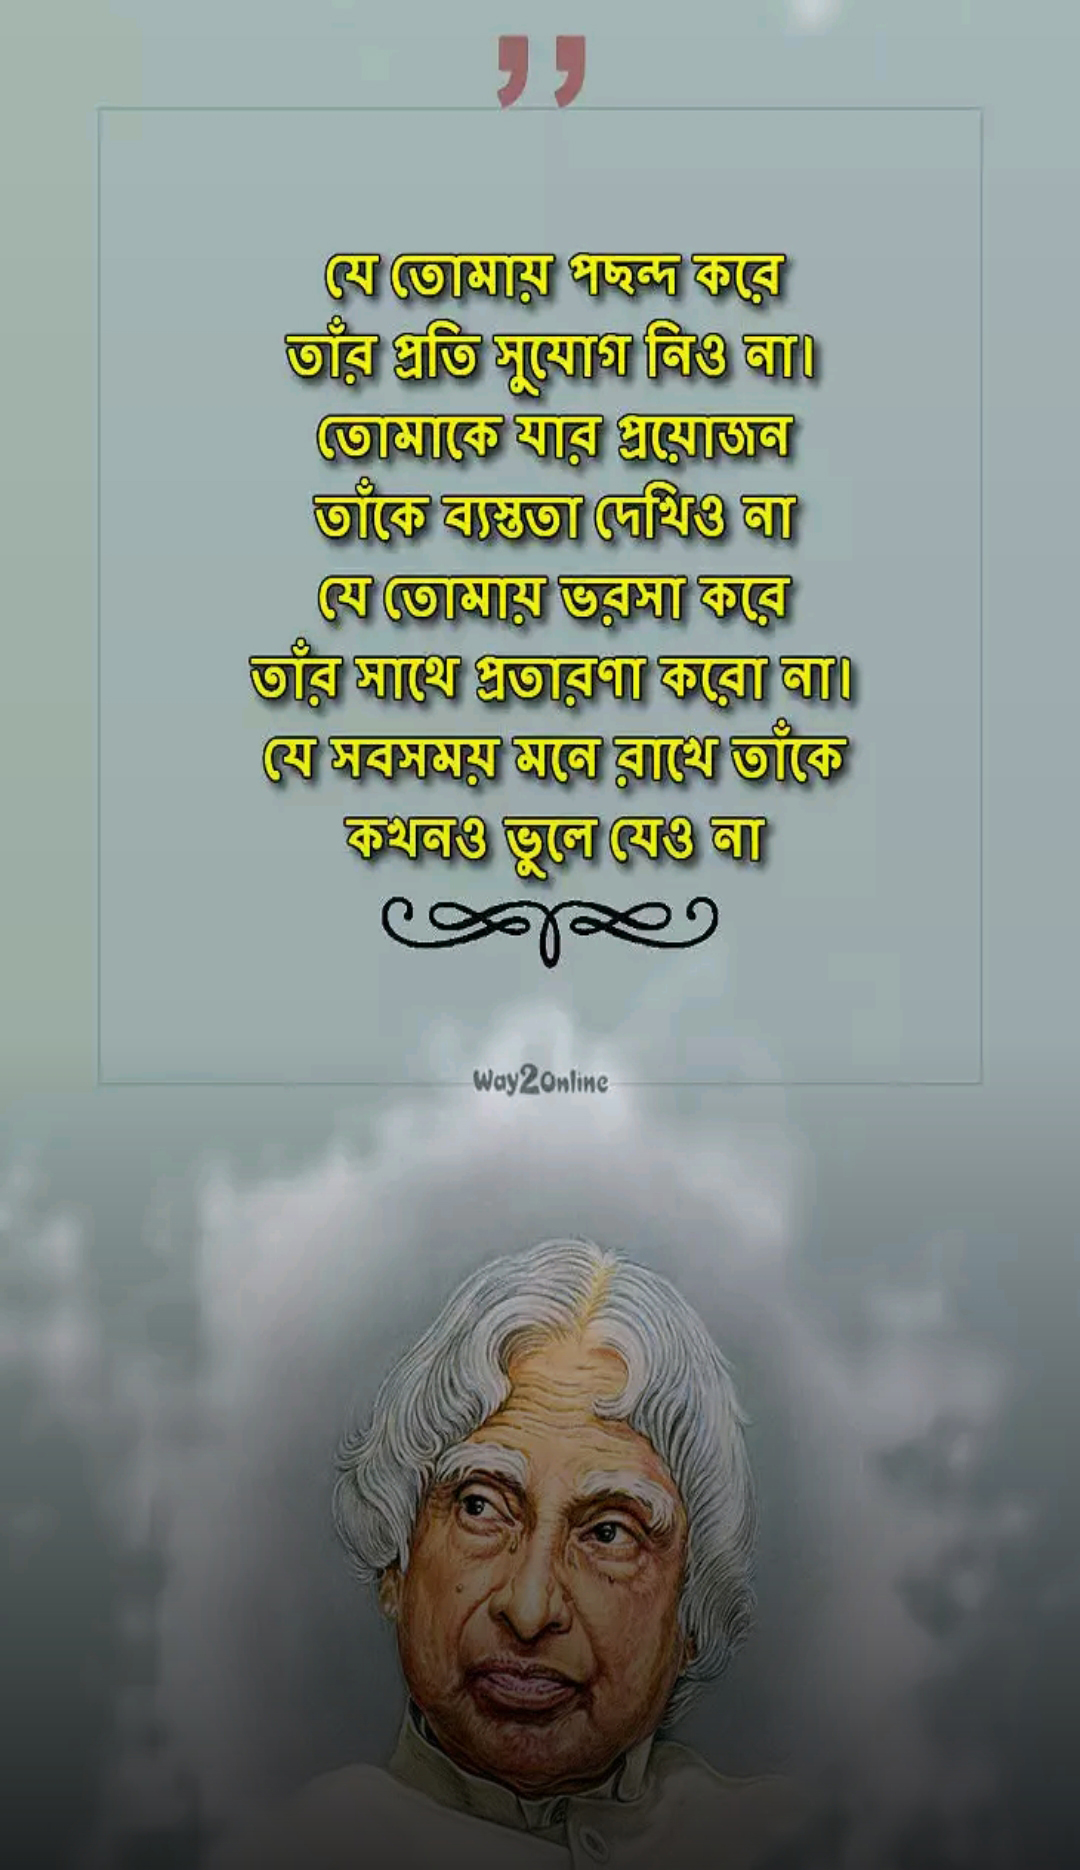 ”
যে তোমায় পছন্দ করে
তাঁর প্রতি সুযোগ নিও না।
তোমাকে যার প্রয়োজন
তাঁকে ব্যস্ততা দেখিও না
যে তোমায় ভরসা করে
তাঁর সাথে প্রতারণা করো না।
যে সবসময় মনে রাখে তাঁকে
কখনও ভুলে যেও না
Way2Online